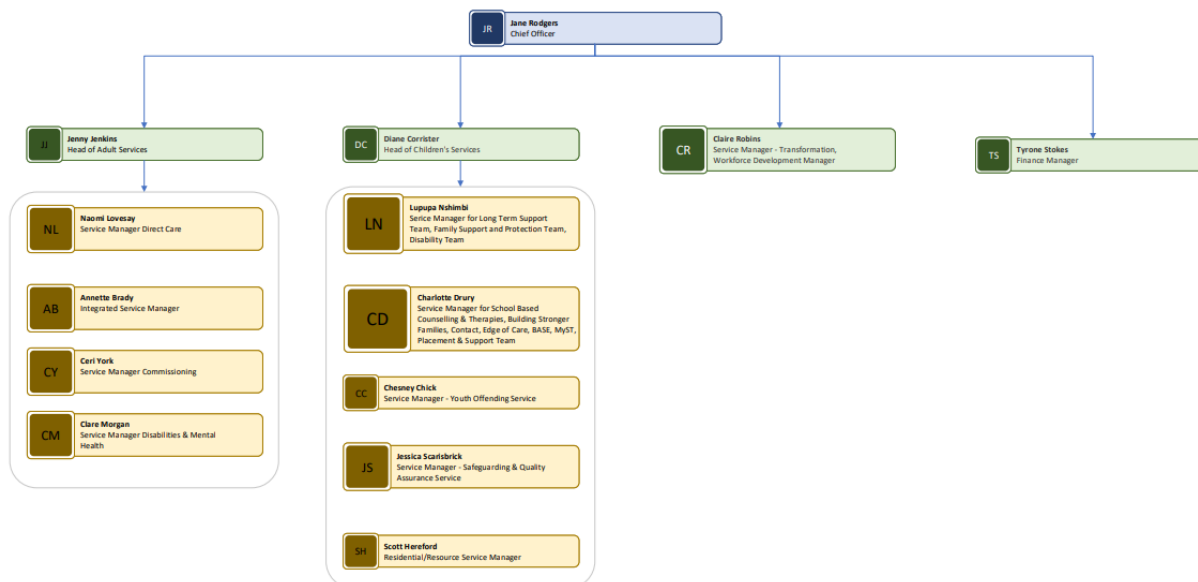 JR
Jane Rodgers
Chief Officer
JJ
Jenny Jenkins
Head of Adult Services
DC
Diane Corrister
Head of Children's Services
CR
Claire Robins
Service Manager - Transformation,
Workforce Development Manager
TS
Tyrone Stokes
Finance Manager
NL
Naomi Lovesay
Service Manager Direct Care
AB
Annette Brady
Integrated Service Manager
CY
Ceri York
Service Manager Commissioning
CM
Clare Morgan
Service Manager Disabilities & Mental
Health
LN
Lupupa Nshimbi
Serice Manager for Long Term Support
Team, Family Support and Protection Team,
Disability Team
CD
Charlotte Drury
Service Manager for School Based
Counselling & Therapies, Building Stronger
Families, Contact, Edge of Care, BASE, MyST,
Placement & Support Team
CC
Chesney Chick
Service Manager - Youth Offending Service
JS
Jessica Scarisbrick
Service Manager - Safeguarding & Quality
Assurance Service
SH
Scott Hereford
Residential/Resource Service Manager